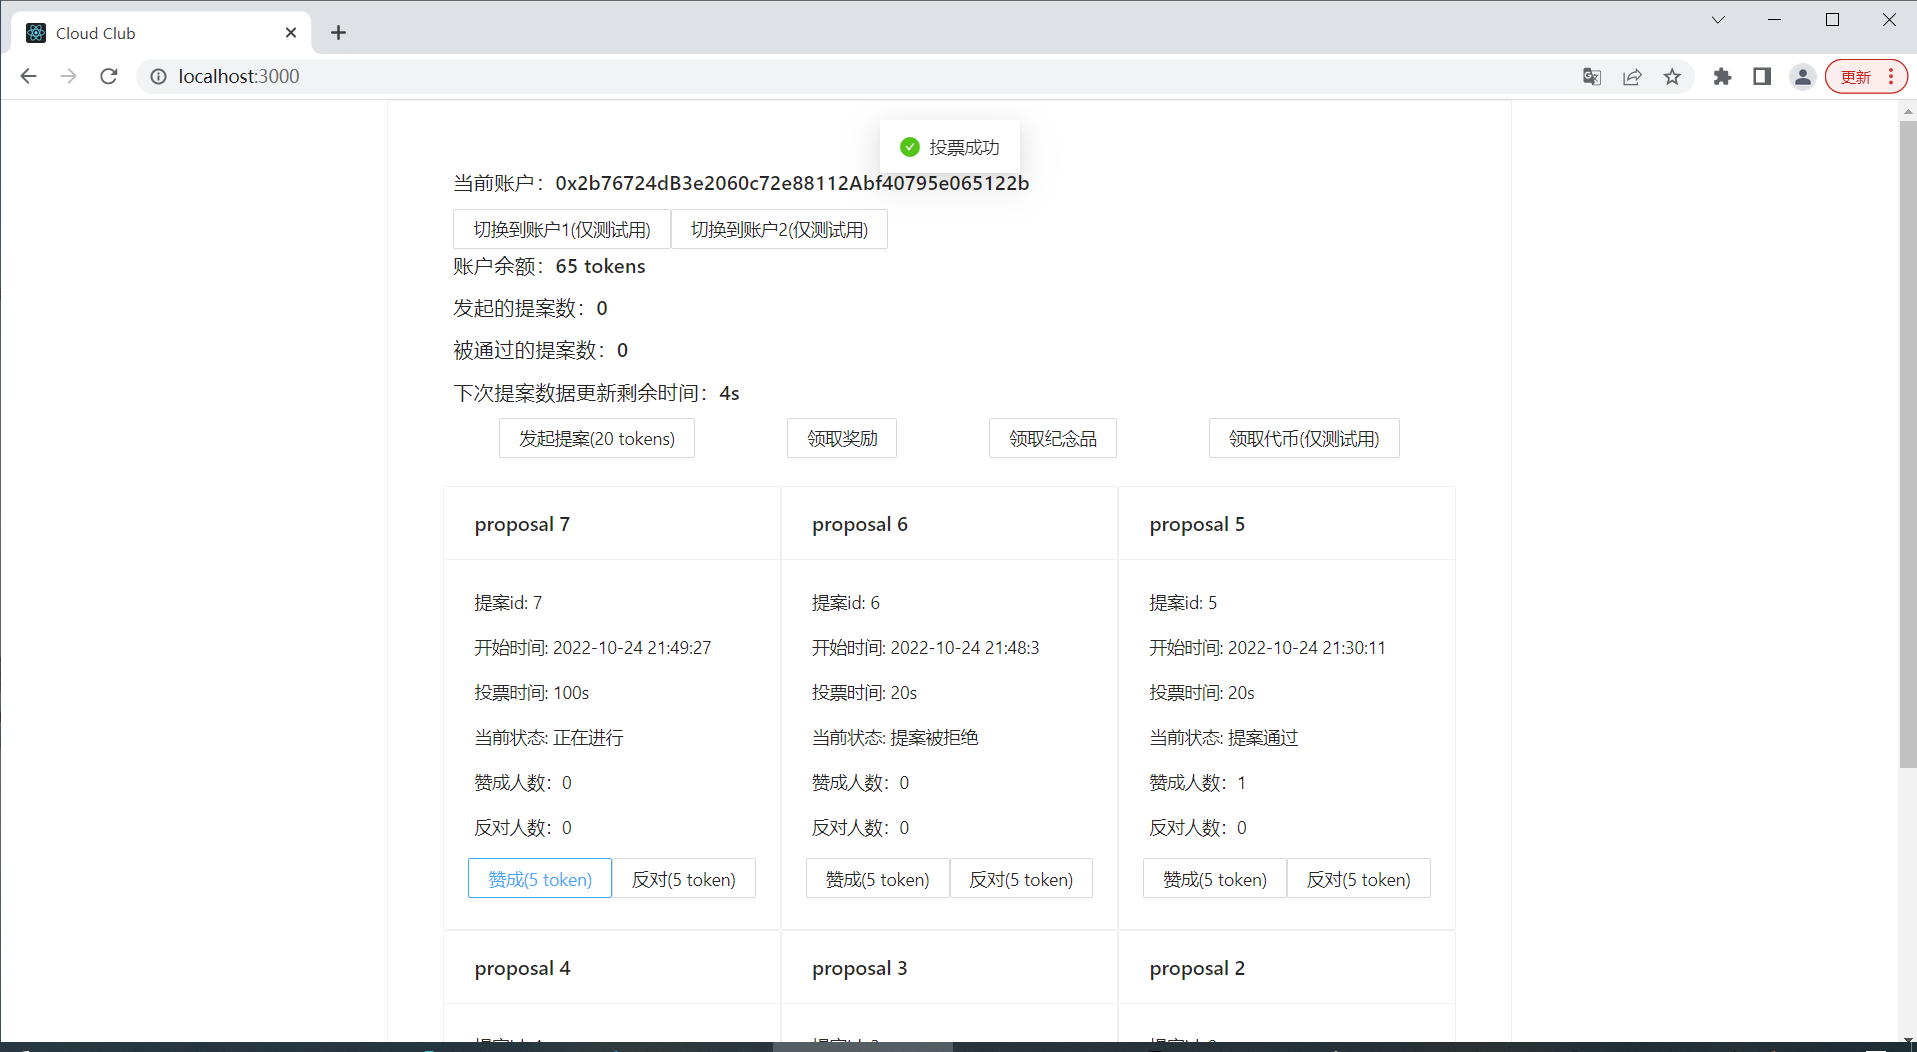 Cloud Club
localhost:3000
更新
投票成功
当前账户：0x2b76724dB3e2060c72e88112Abf40795e065122b
切换到账户1(仅测试用) 切换到账户2(仅测试用)
账户余额：65 tokens
发起的提案数：0
被通过的提案数：0
下次提案数据更新剩余时间：4s
发起提案(20 tokens) 领取奖励 领取纪念品 领取代币(仅测试用)
proposal 7
提案id: 7
开始时间: 2022-10-24 21:49:27
投票时间: 100s
当前状态: 正在进行
赞成人数：0
反对人数：0
赞成(5 token) 反对(5 token)
proposal 6
提案id: 6
开始时间: 2022-10-24 21:48:3
投票时间: 20s
当前状态: 提案被拒绝
赞成人数：0
反对人数：0
赞成(5 token) 反对(5 token)
proposal 5
提案id: 5
开始时间: 2022-10-24 21:30:11
投票时间: 20s
当前状态: 提案通过
赞成人数：1
反对人数：0
赞成(5 token) 反对(5 token)
proposal 4
proposal 3
proposal 2